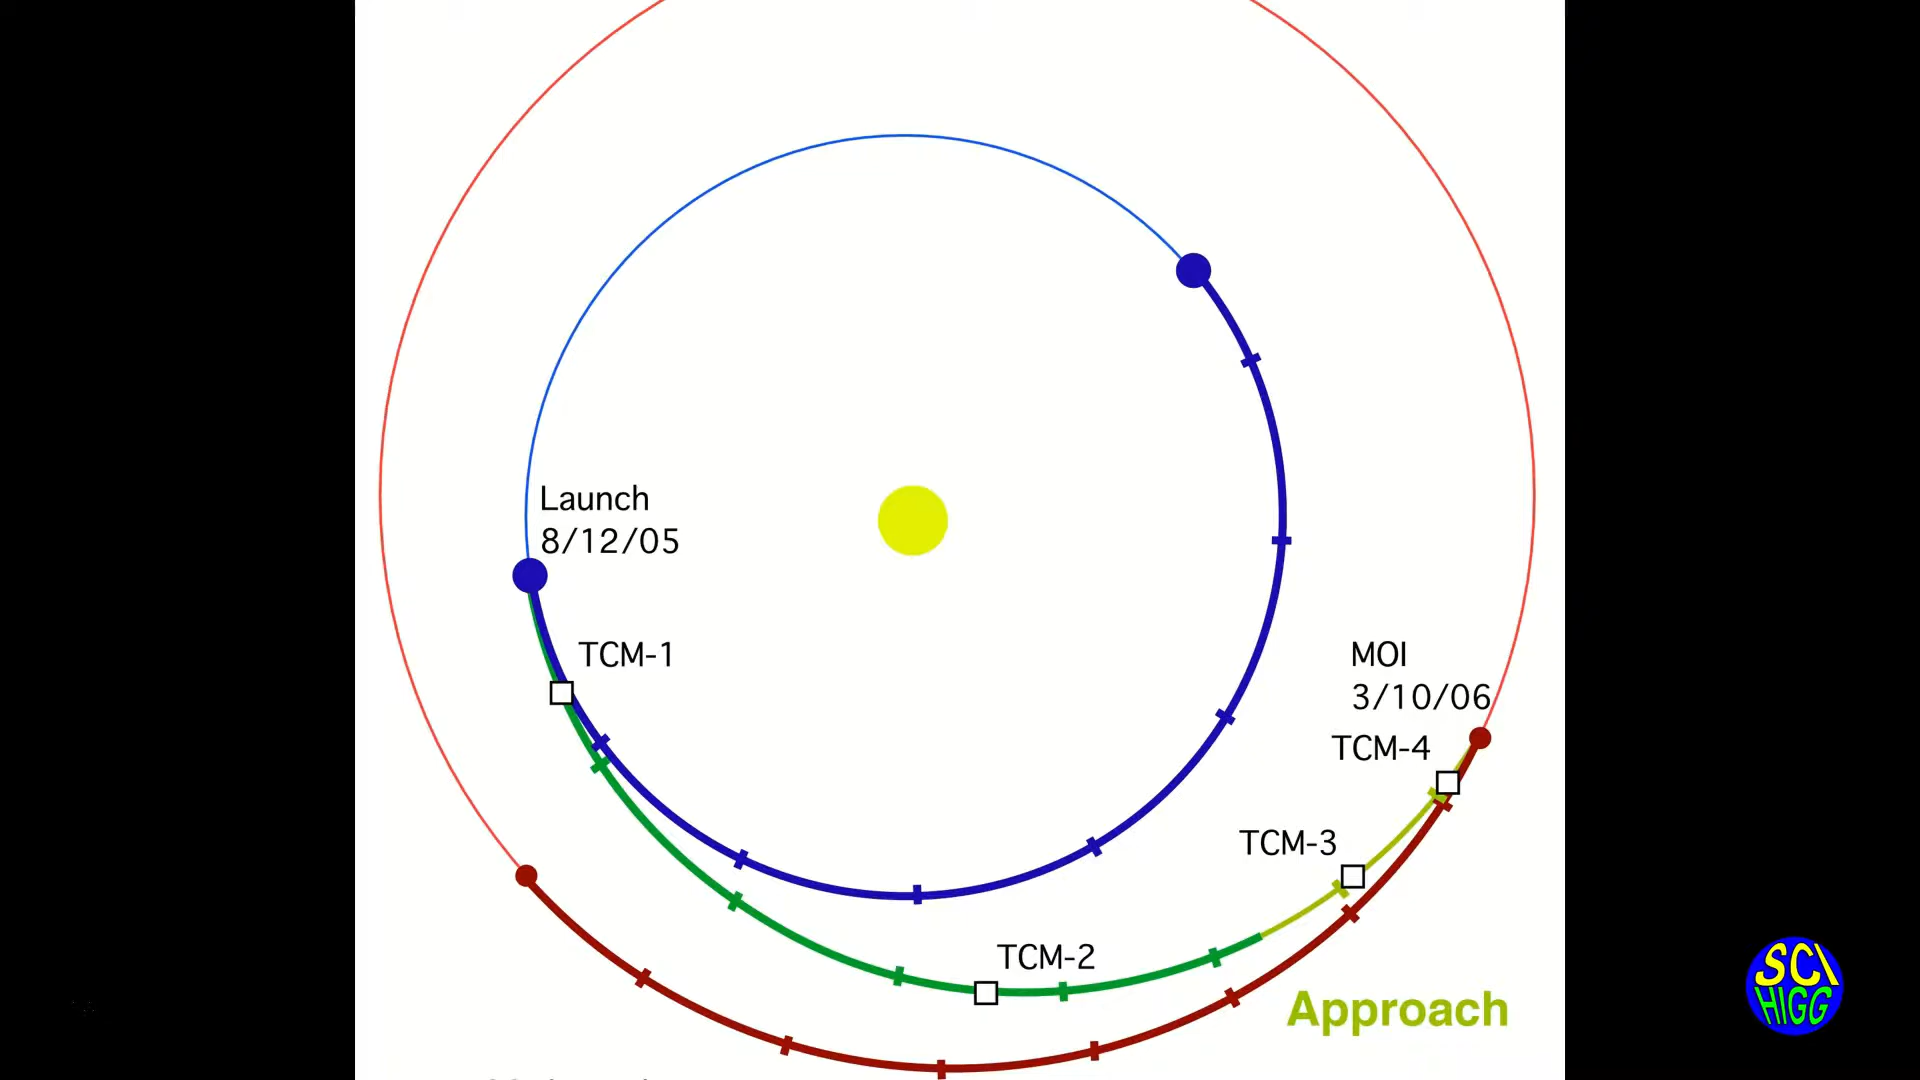 Launch
8/12/05
TCM-1
MOI
3/10/06
TCM-4
TCM-3
TCM-2
Approach
SCI
HIGG